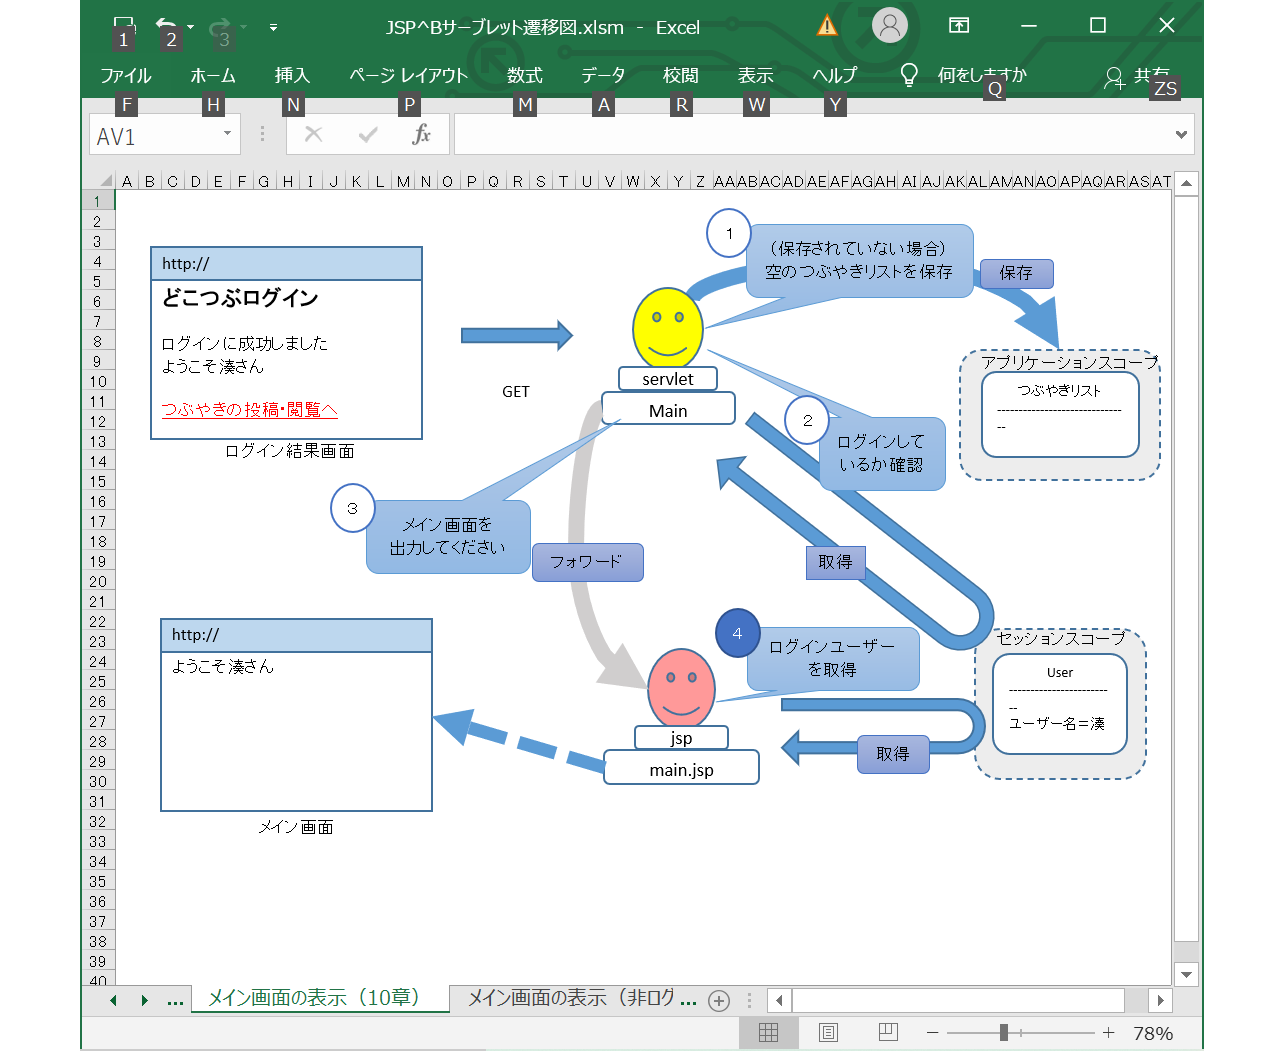 JSP^Bサーブレット遷移図.xlsm - Excel
1
2
3
ファイル
ホーム
挿入
ページ レイアウト
数式
データ
校閲
表示
ヘルプ
何をしますか
共有
F
H
N
P
M
A
R
W
Y
Q
ZS
AV1
fx
A B C D E F G H I J K L M N O P Q R S T U V W X Y Z AA AB AC AD AE AF AG AH AI AJ AK AL AM AN AO AP AQ AR AS AT
1
2
3
4
5
6
7
8
9
10
11
12
13
14
15
16
17
18
19
20
21
22
23
24
25
26
27
28
29
30
31
32
33
34
35
36
37
38
39
40
http://
どこつぶログイン
ログインに成功しました
ようこそ湊さん
つぶやきの投稿・閲覧へ
ログイン結果画面
GET
1
（保存されていない場合）
空のつぶやきリストを保存
保存
servlet
Main
アプリケーションスコープ
つぶやきリスト
-----------------------------
--
2
ログインして
いるか確認
取得
3
メイン画面を
出力してください
フォワード
http://
ようこそ湊さん
メイン画面
4
ログインユーザー
を取得
jsp
main.jsp
取得
セッションスコープ
User
-----------------------
--
ユーザー名＝湊
...
メイン画面の表示（10章）
メイン画面の表示（非ログ ...
78%